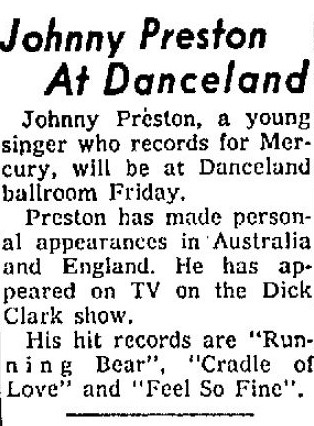 Johnny Preston
At Danceland
Johnny Preston, a young
singer who records for Mer-
cury, will be at Danceland
ballroom Friday.
Preston has made person-
al appearances in Australia
and England. He has ap-
peared on TV on the Dick
Clark show.
His hit records are "Run-
ning Bear", "Cradle of
Love" and "Feel So Fine".